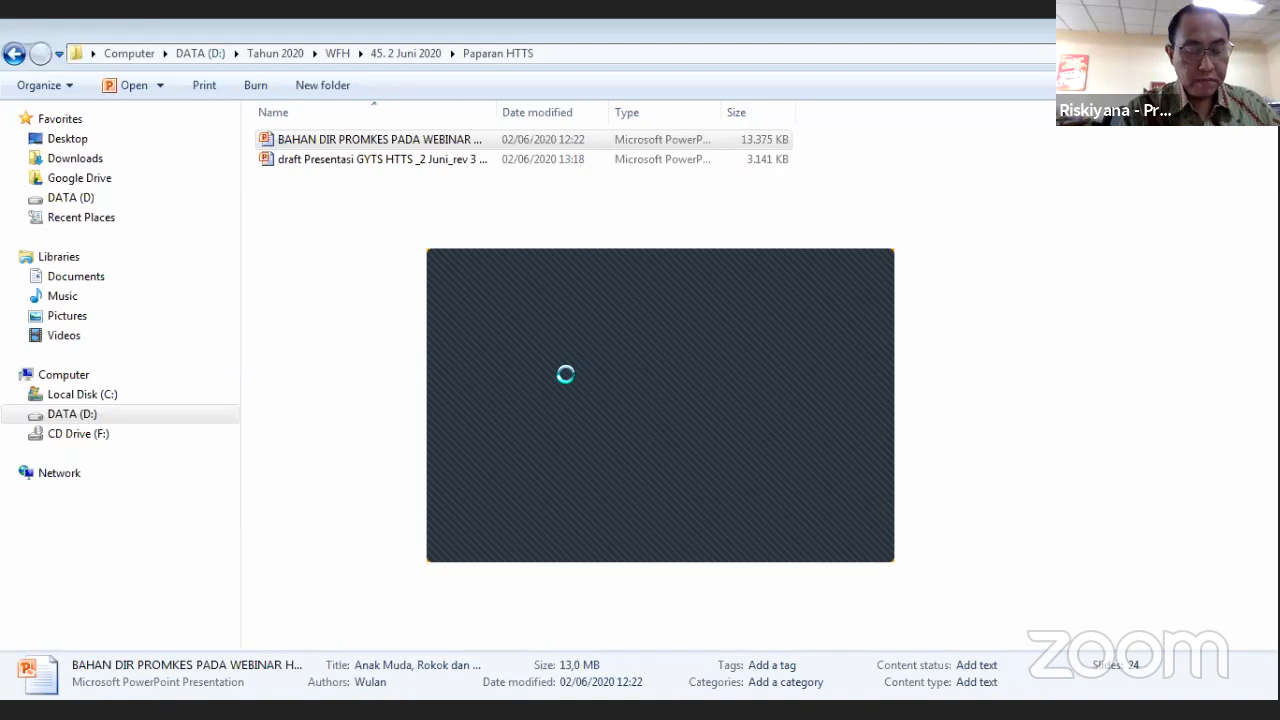 Computer ▸ DATA (D:) ▸ Tahun 2020 ▸ WFH ▸ 45. 2 Juni 2020 ▸ Paparan HTTS
Riskiyana - Pr...
Organize Open Print Burn New folder
Name Date modified Type Size
BAHAN DIR PROMKES PADA WEBINAR ... 02/06/2020 12:22 Microsoft PowerP... 13.375 KB
draft Presentasi GYTS HTTS _2 Juni_rev 3 ... 02/06/2020 13:18 Microsoft PowerP... 3.141 KB
Favorites
Desktop
Downloads
Google Drive
DATA (D)
Recent Places
Libraries
Documents
Music
Pictures
Videos
Computer
Local Disk (C:)
DATA (D:)
CD Drive (F:)
Network
BAHAN DIR PROMKES PADA WEBINAR H... Title: Anak Muda, Rokok dan ... Size: 13,0 MB Tags: Add a tag Content status: Add text Slides: 24
Microsoft PowerPoint Presentation Authors: Wulan Date modified: 02/06/2020 12:22 Categories: Add a category Content type: Add text
zoom